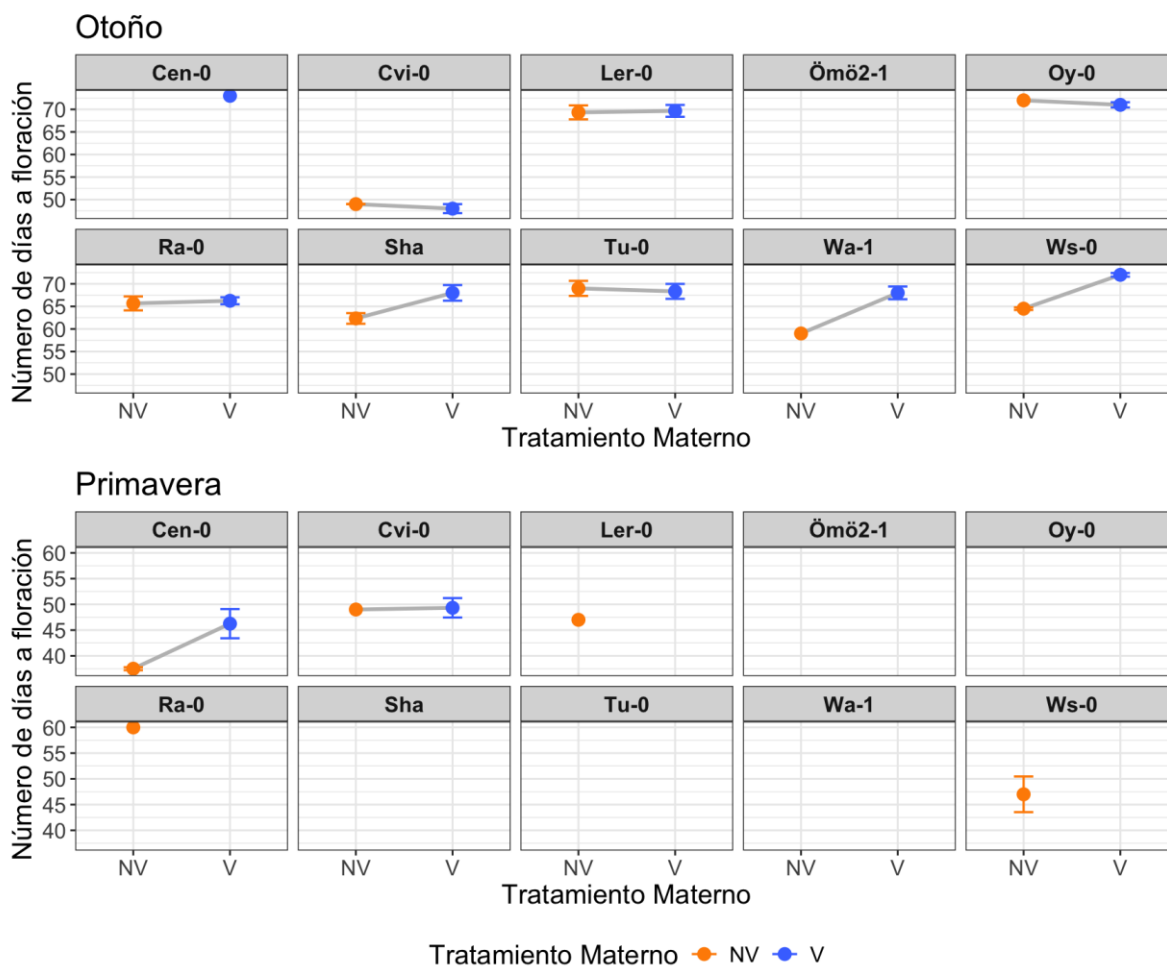 Otoño
Cen-0 Cvi-0 Ler-0 Ömö2-1 Oy-0
70
65
60
55
50
Ra-0 Sha Tu-0 Wa-1 Ws-0
70
65
60
55
50
Número de días a floración
NV V NV V NV V NV V NV V
Tratamiento Materno
Primavera
Cen-0 Cvi-0 Ler-0 Ömö2-1 Oy-0
60
55
50
45
40
Ra-0 Sha Tu-0 Wa-1 Ws-0
60
55
50
45
40
Número de días a floración
NV V NV V NV V NV V NV V
Tratamiento Materno
Tratamiento Materno NV V